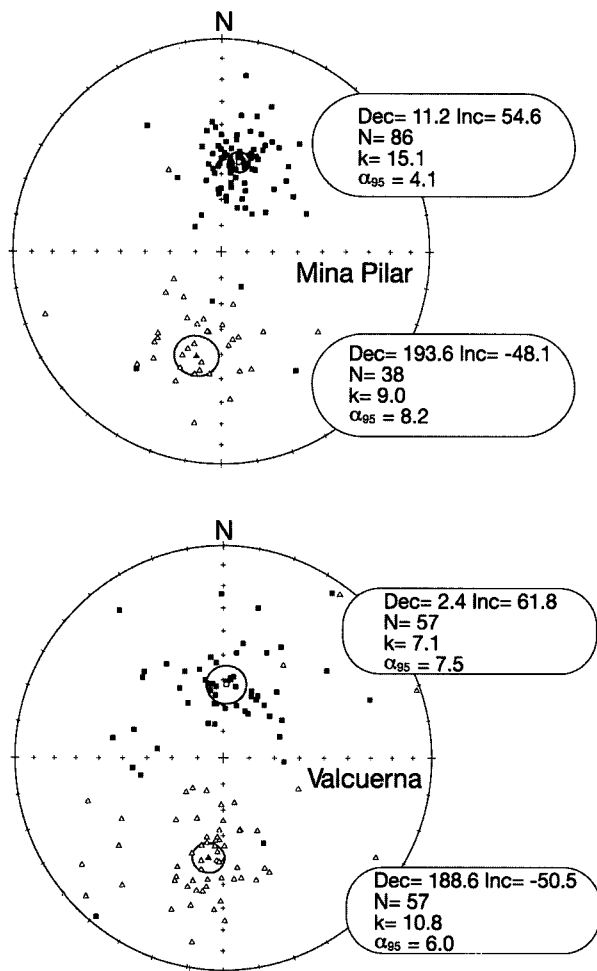 N
Dec= 11.2 Inc= 54.6
N= 86
k= 15.1
α95 = 4.1
Mina Pilar
Dec= 193.6 Inc= -48.1
N= 38
k= 9.0
α95 = 8.2
N
Dec= 2.4 Inc= 61.8
N= 57
k= 7.1
α95 = 7.5
Valcuerna
Dec= 188.6 Inc= -50.5
N= 57
k= 10.8
α95 = 6.0